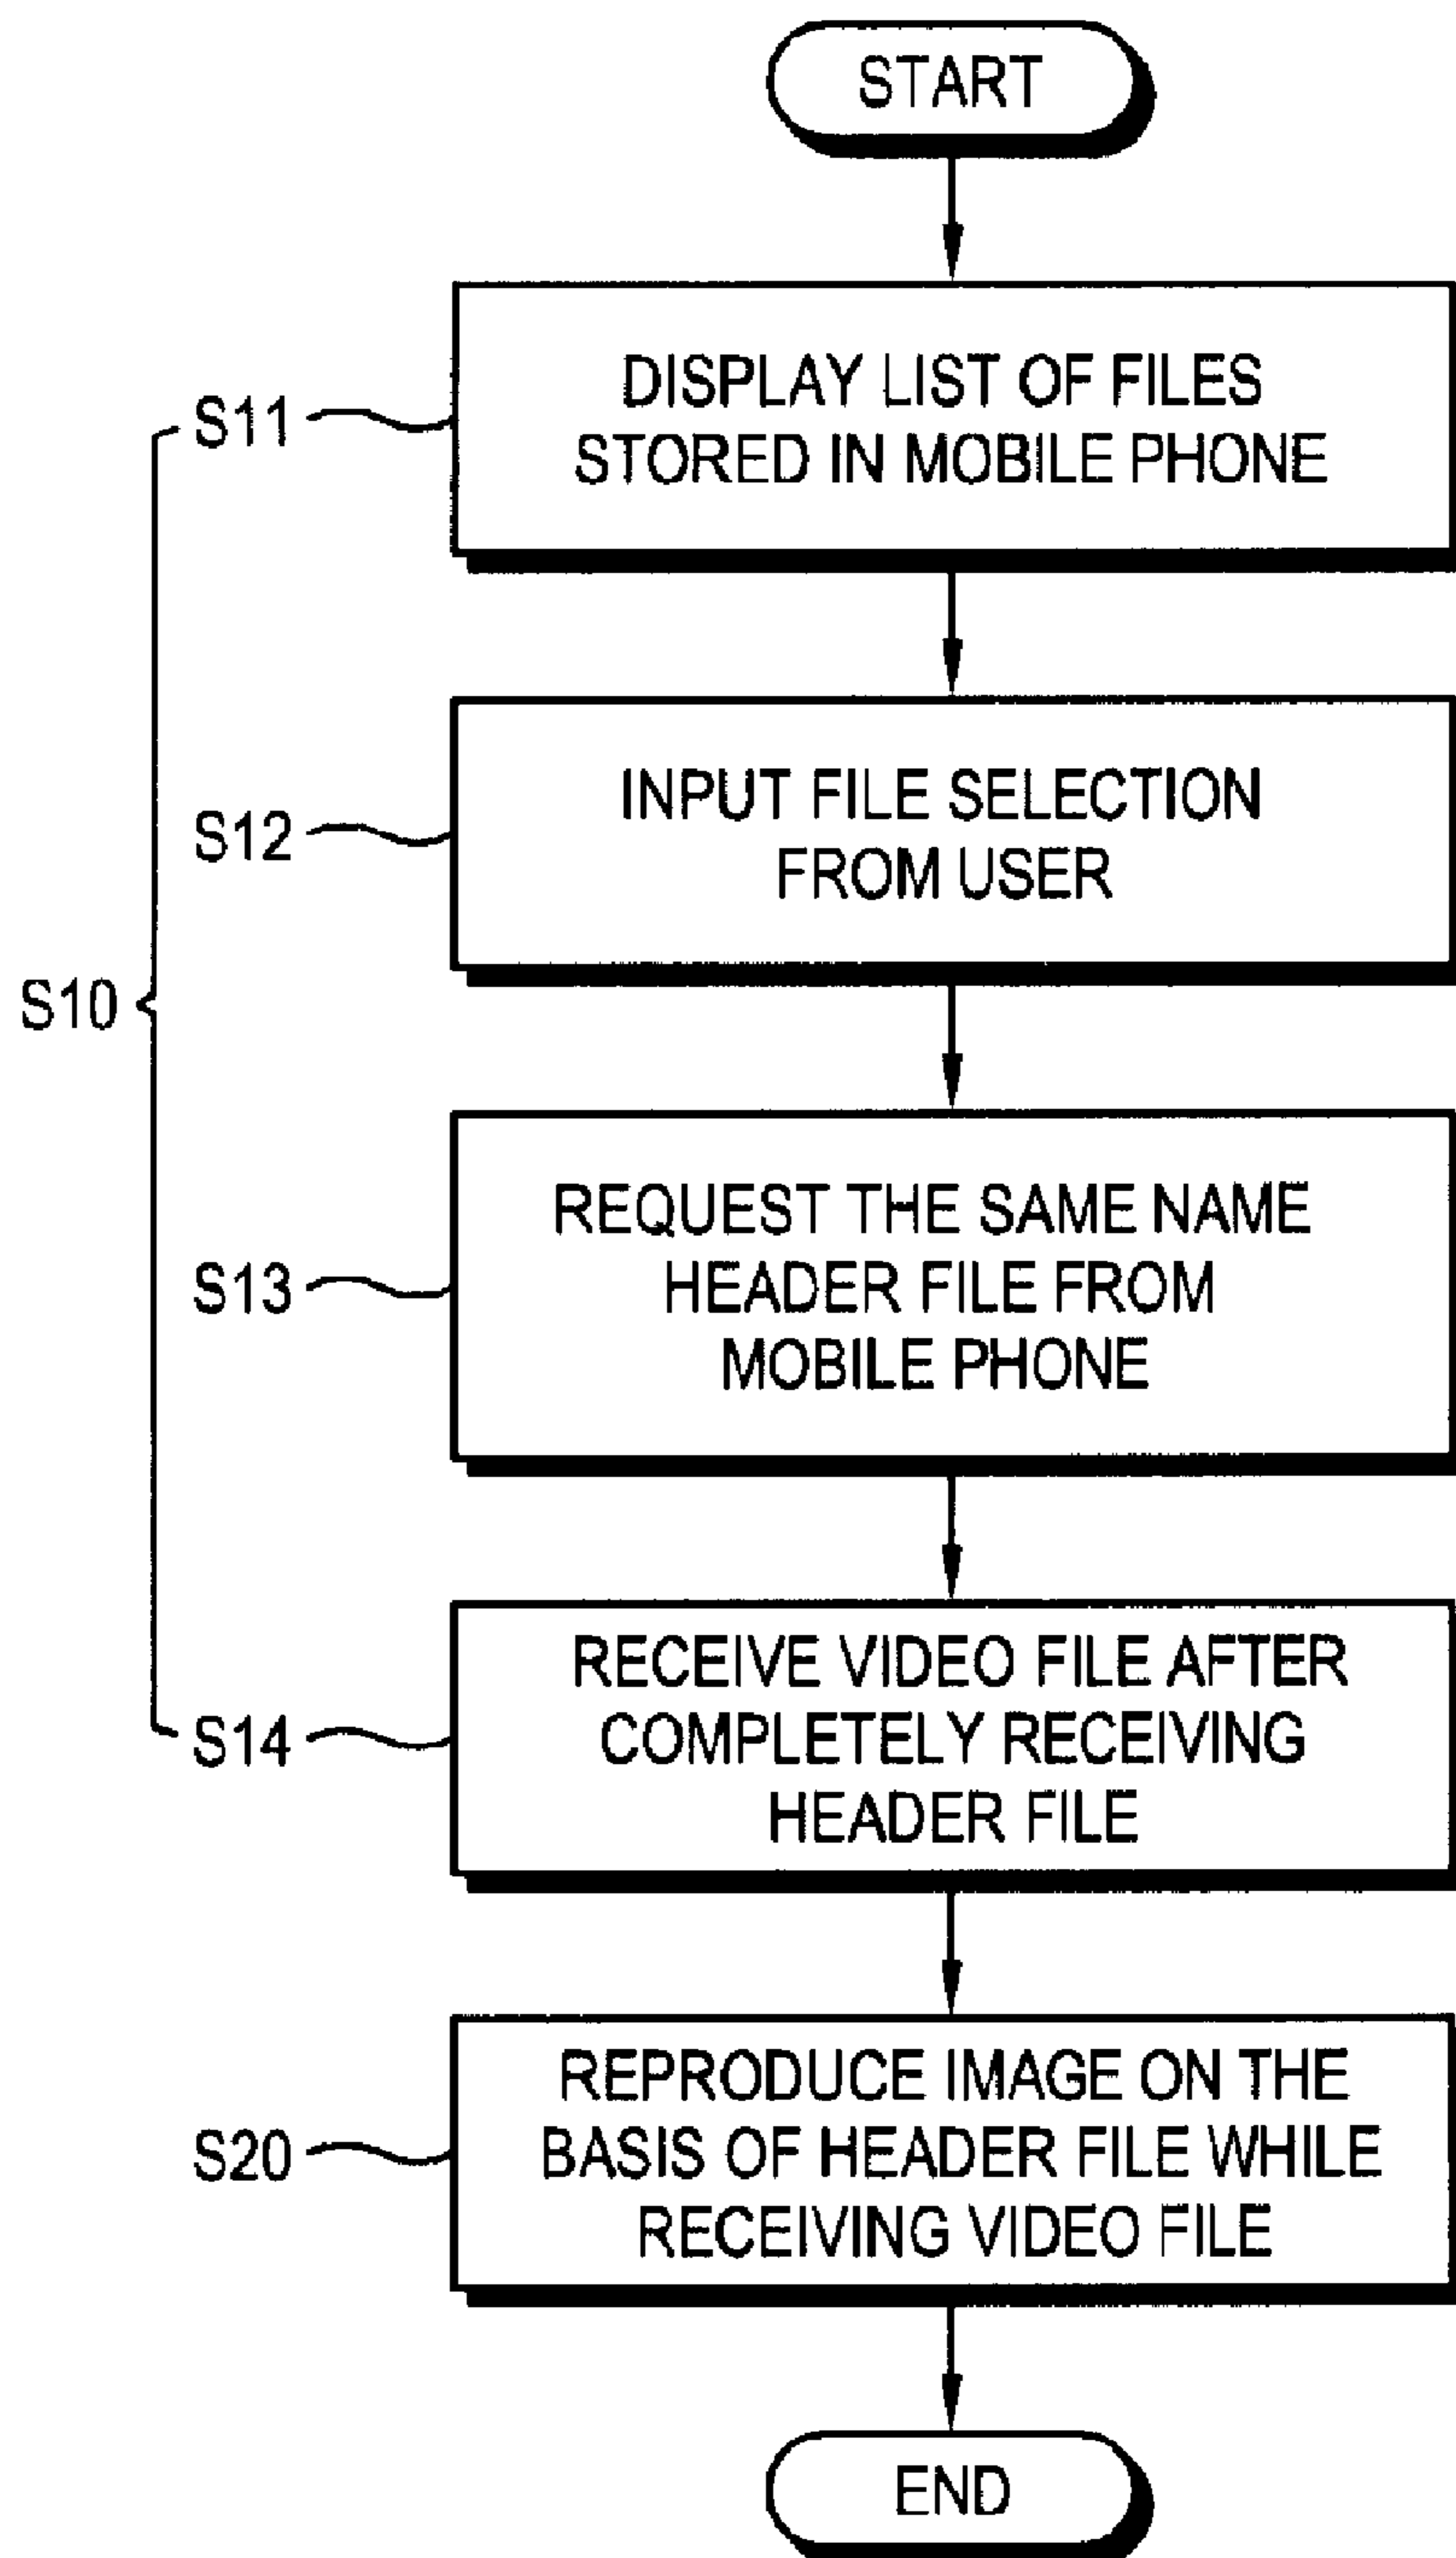 START
S11
DISPLAY LIST OF FILES
STORED IN MOBILE PHONE
S12
INPUT FILE SELECTION
FROM USER
S10
S13
REQUEST THE SAME NAME
HEADER FILE FROM
MOBILE PHONE
S14
RECEIVE VIDEO FILE AFTER
COMPLETELY RECEIVING
HEADER FILE
S20
REPRODUCE IMAGE ON THE
BASIS OF HEADER FILE WHILE
RECEIVING VIDEO FILE
END